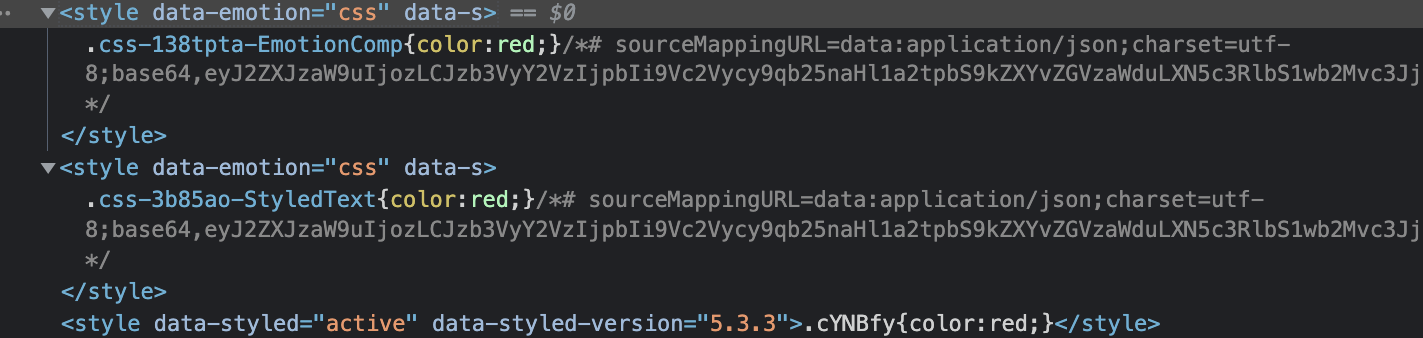 <style data-emotion="css" data-s> == $0
.css-138tpta-EmotionComp{color:red;}/*# sourceMappingURL=data:application/json;charset=utf-
8;base64,eyJ2ZXJzaW9uIjozLCJzb3VyY2VzIjpbIi9Vc2Vycy9qb25naHl1a2tpbS9kZXYvZGVzaWduLXN5c3RlbS1wb2Mvc3Jj
*/
</style>
<style data-emotion="css" data-s>
.css-3b85ao-StyledText{color:red;}/*# sourceMappingURL=data:application/json;charset=utf-
8;base64,eyJ2ZXJzaW9uIjozLCJzb3VyY2VzIjpbIi9Vc2Vycy9qb25naHl1a2tpbS9kZXYvZGVzaWduLXN5c3RlbS1wb2Mvc3Jj
*/
</style>
<style data-styled="active" data-styled-version="5.3.3">.cYNBfy{color:red;}</style>